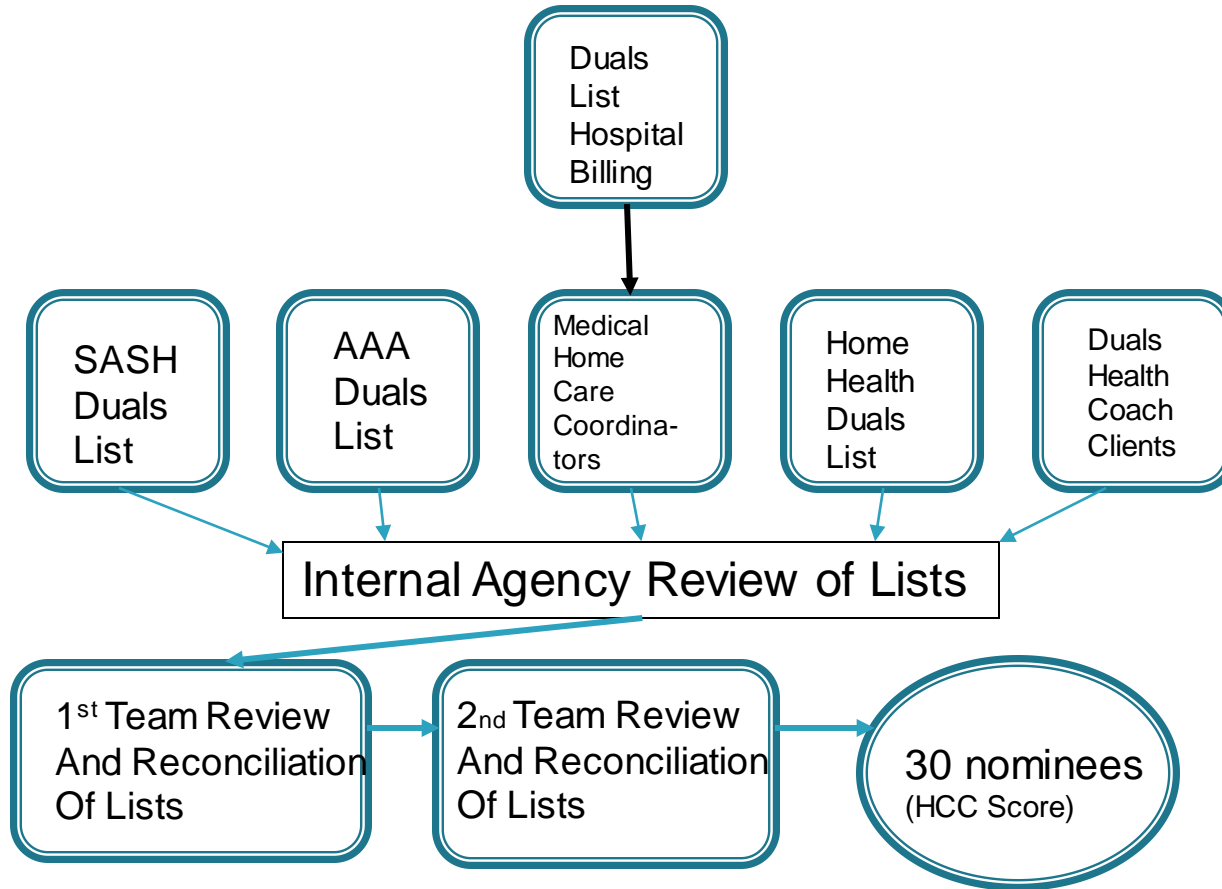 Duals
List
Hospital
Billing
SASH
Duals
List
AAA
Duals
List
Medical
Home
Care
Coordina-
tors
Home
Health
Duals
List
Duals
Health
Coach
Clients
Internal Agency Review of Lists
1st Team Review
And Reconciliation
Of Lists
2nd Team Review
And Reconciliation
Of Lists
30 nominees
(HCC Score)